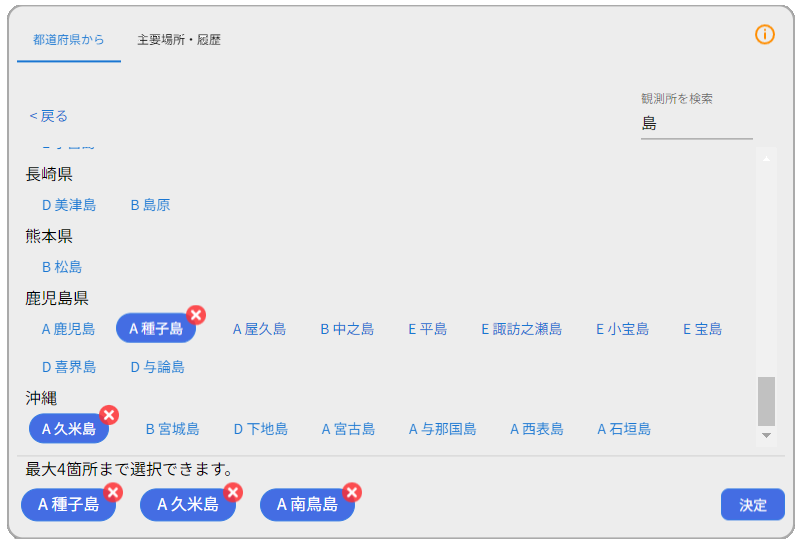 都道府県から 主要場所・履歴
観測所を検索
< 戻る
島
長崎県
D 美津島 B 島原
熊本県
B 松島
鹿児島県
A 鹿児島 A 種子島 A 屋久島 B 中之島 E 平島 E 諏訪之瀬島 E 小宝島 E 宝島
D 喜界島 D 与論島
沖縄
A 久米島 B 宮城島 D 下地島 A 宮古島 A 与那国島 A 西表島 A 石垣島
最大4箇所まで選択できます。
A 種子島 A 久米島 A 南鳥島
決定